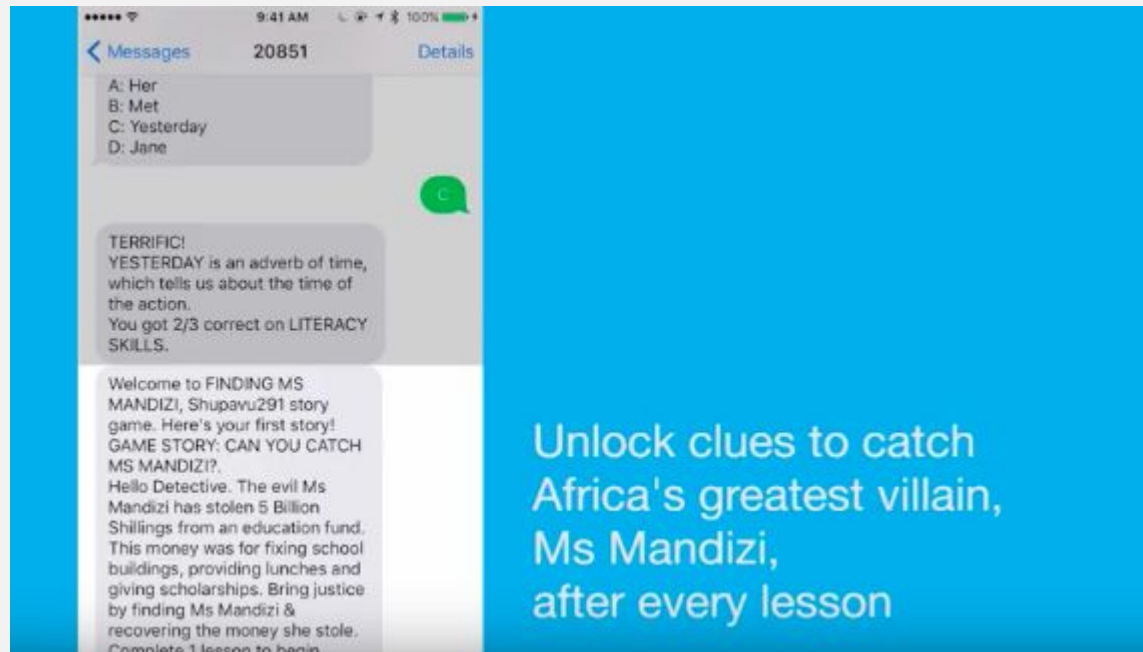 9:41 AM
100%
Messages
20851
Details
A: Her
B: Met
C: Yesterday
D: Jane
C
TERRIFIC!
YESTERDAY is an adverb of time,
which tells us about the time of
the action.
You got 2/3 correct on LITERACY
SKILLS.
Welcome to FINDING MS
MANDIZI, Shupavu291 story
game. Here's your first story!
GAME STORY: CAN YOU CATCH
MS MANDIZI?.
Hello Detective. The evil Ms
Mandizi has stolen 5 Billion
Shillings from an education fund.
This money was for fixing school
buildings, providing lunches and
giving scholarships. Bring justice
by finding Ms Mandizi &
recovering the money she stole.
Complete 1 lesson to begin
Unlock clues to catch
Africa's greatest villain,
Ms Mandizi,
after every lesson